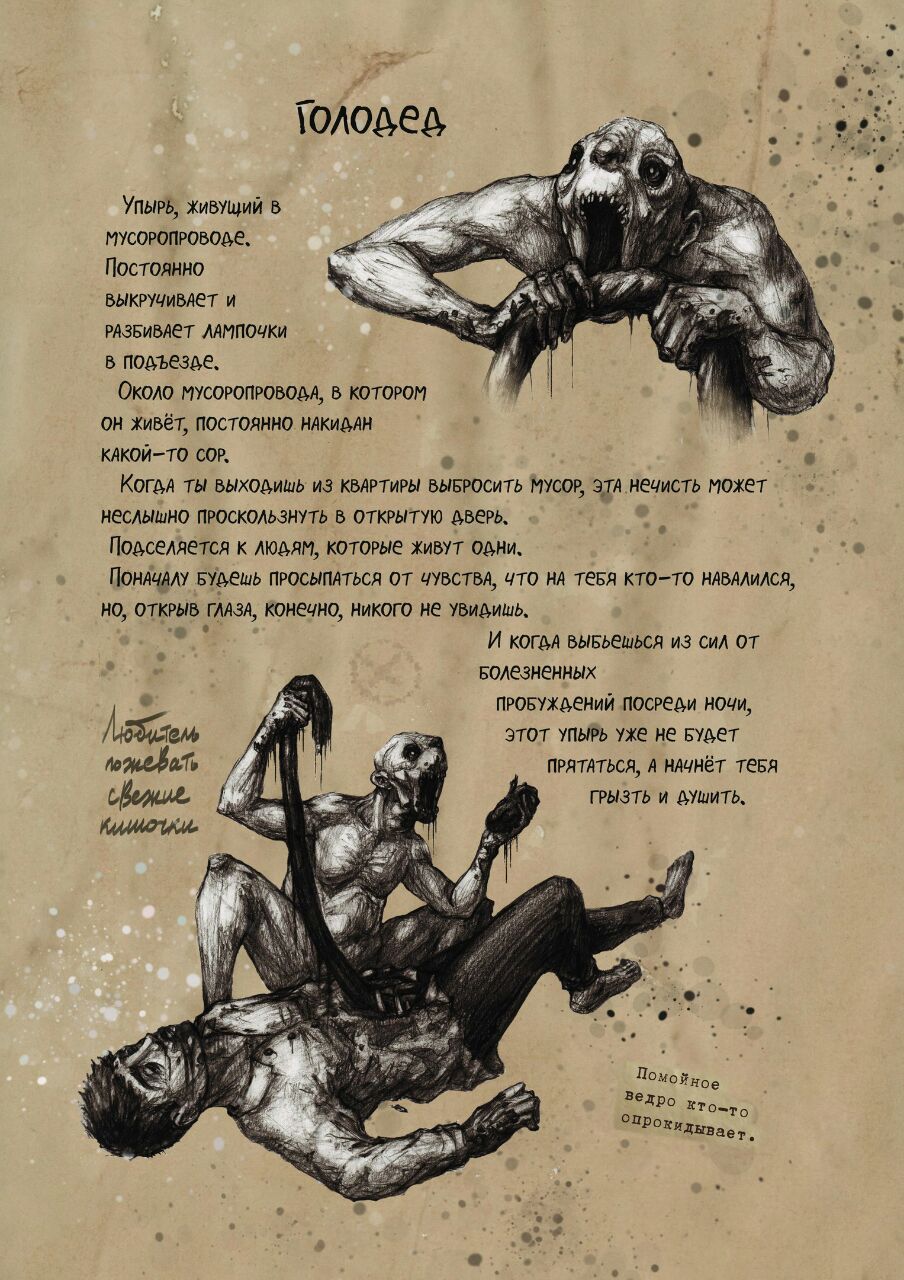 Голодед
Упырь, живущий в
мусоропроводе.
Постоянно
выкручивает и
разбивает лампочки
в подъезде.
Около мусоропровода, в котором
он живёт, постоянно накидан
какой-то сор.
Когда ты выходишь из квартиры выбросить мусор, эта нечисть может
неслышно проскользнуть в открытую дверь.
Подселяется к людям, которые живут одни.
Поначалу будешь просыпаться от чувства, что на тебя кто-то навалился,
но, открыв глаза, конечно, никого не увидишь.
И когда выбьешься из сил от
болезненных
пробуждений посреди ночи,
этот упырь уже не будет
прятаться, а начнёт тебя
грызть и душить.
Любитель
пожевать
свежие
кишочки
Помойное
ведро кто-то
опрокидывает.